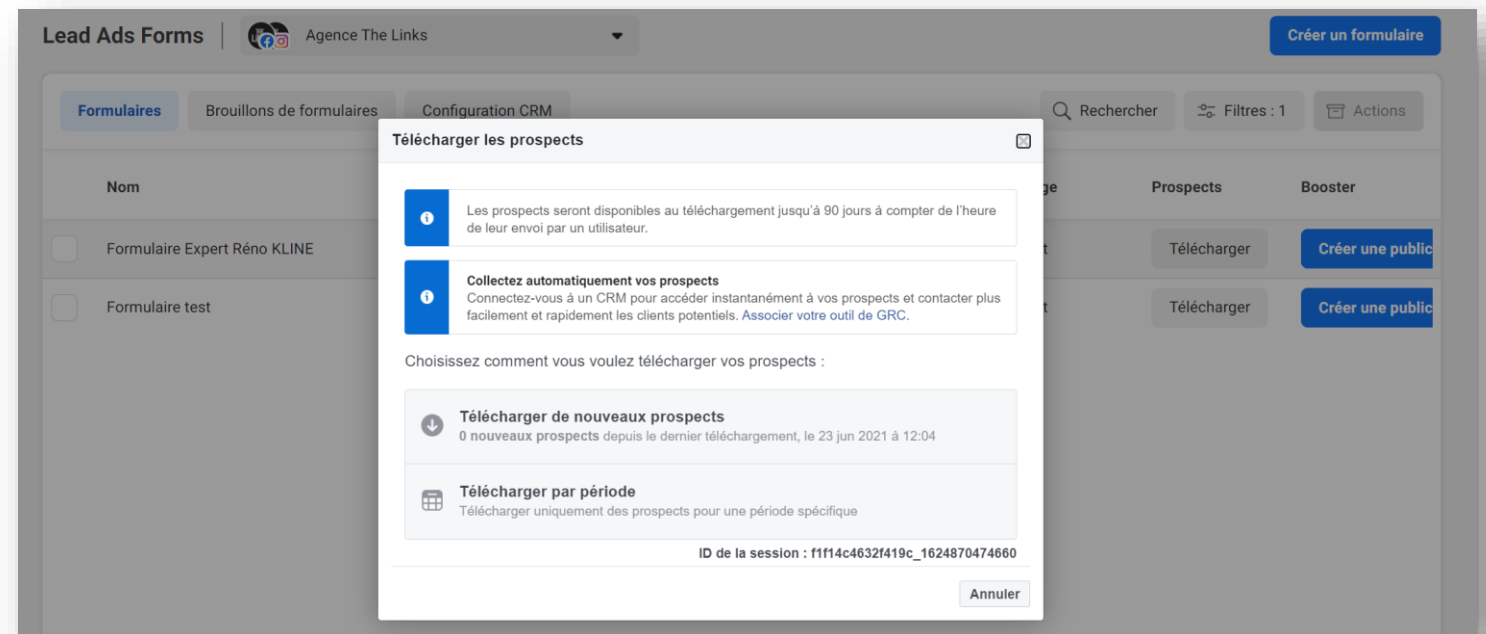 Lead Ads Forms
Agence The Links
Créer un formulaire
Formulaires
Brouillons de formulaires
Configuration CRM
Rechercher
Filtres : 1
Actions
Télécharger les prospects
Nom
Prospects
Booster
Les prospects seront disponibles au téléchargement jusqu'à 90 jours à compter de l'heure
de leur envoi par un utilisateur.
Formulaire Expert Réno KLINE
Télécharger
Créer une public
Collectez automatiquement vos prospects
Connectez-vous à un CRM pour accéder instantanément à vos prospects et contacter plus
facilement et rapidement les clients potentiels. Associer votre outil de GRC.
Formulaire test
Télécharger
Créer une public
Choisissez comment vous voulez télécharger vos prospects :
Télécharger de nouveaux prospects
0 nouveaux prospects depuis le dernier téléchargement, le 23 jun 2021 à 12:04
Télécharger par période
Télécharger uniquement des prospects pour une période spécifique
ID de la session : f1f14c4632f419c_1624870474660
Annuler